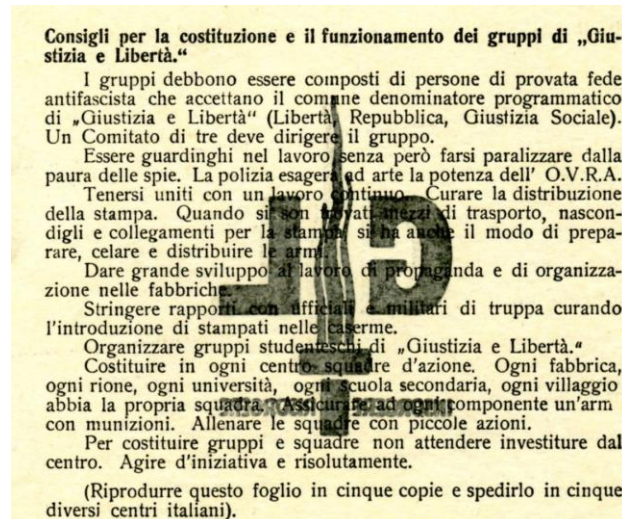 Consigli per la costituzione e il funzionamento dei gruppi di „Giu-
stizia e Libertà.“
I gruppi debbono essere composti di persone di provata fede
antifascista che accettano il comune denominatore programmatico
di „Giustizia e Libertà“ (Libertà, Repubblica, Giustizia Sociale).
Un Comitato di tre deve dirigere il gruppo.
Essere guardinghi nel lavoro senza però farsi paralizzare dalla
paura delle spie. La polizia esagera ad arte la potenza dell' O.V.R.A.
Tenersi uniti con un lavoro continuo. Curare la distribuzione
della stampa. Quando si son trovati mezzi di trasporto, nascon-
digli e collegamenti per la stampa si ha anche il modo di prepa-
rare, celare e distribuire le armi.
Dare grande sviluppo al lavoro di propaganda e di organizza-
zione nelle fabbriche.
Stringere rapporti con ufficiali e militari di truppa curando
l'introduzione di stampati nelle caserme.
Organizzare gruppi studenteschi di „Giustizia e Libertà.“
Costituire in ogni centro squadre d'azione. Ogni fabbrica,
ogni rione, ogni università, ogni scuola secondaria, ogni villaggio
abbia la propria squadra. Assicurare ad ogni componente un'arm
con munizioni. Allenare le squadre con piccole azioni.
Per costituire gruppi e squadre non attendere investiture dal
centro. Agire d'iniziativa e risolutamente.
(Riprodurre questo foglio in cinque copie e spedirlo in cinque
diversi centri italiani).